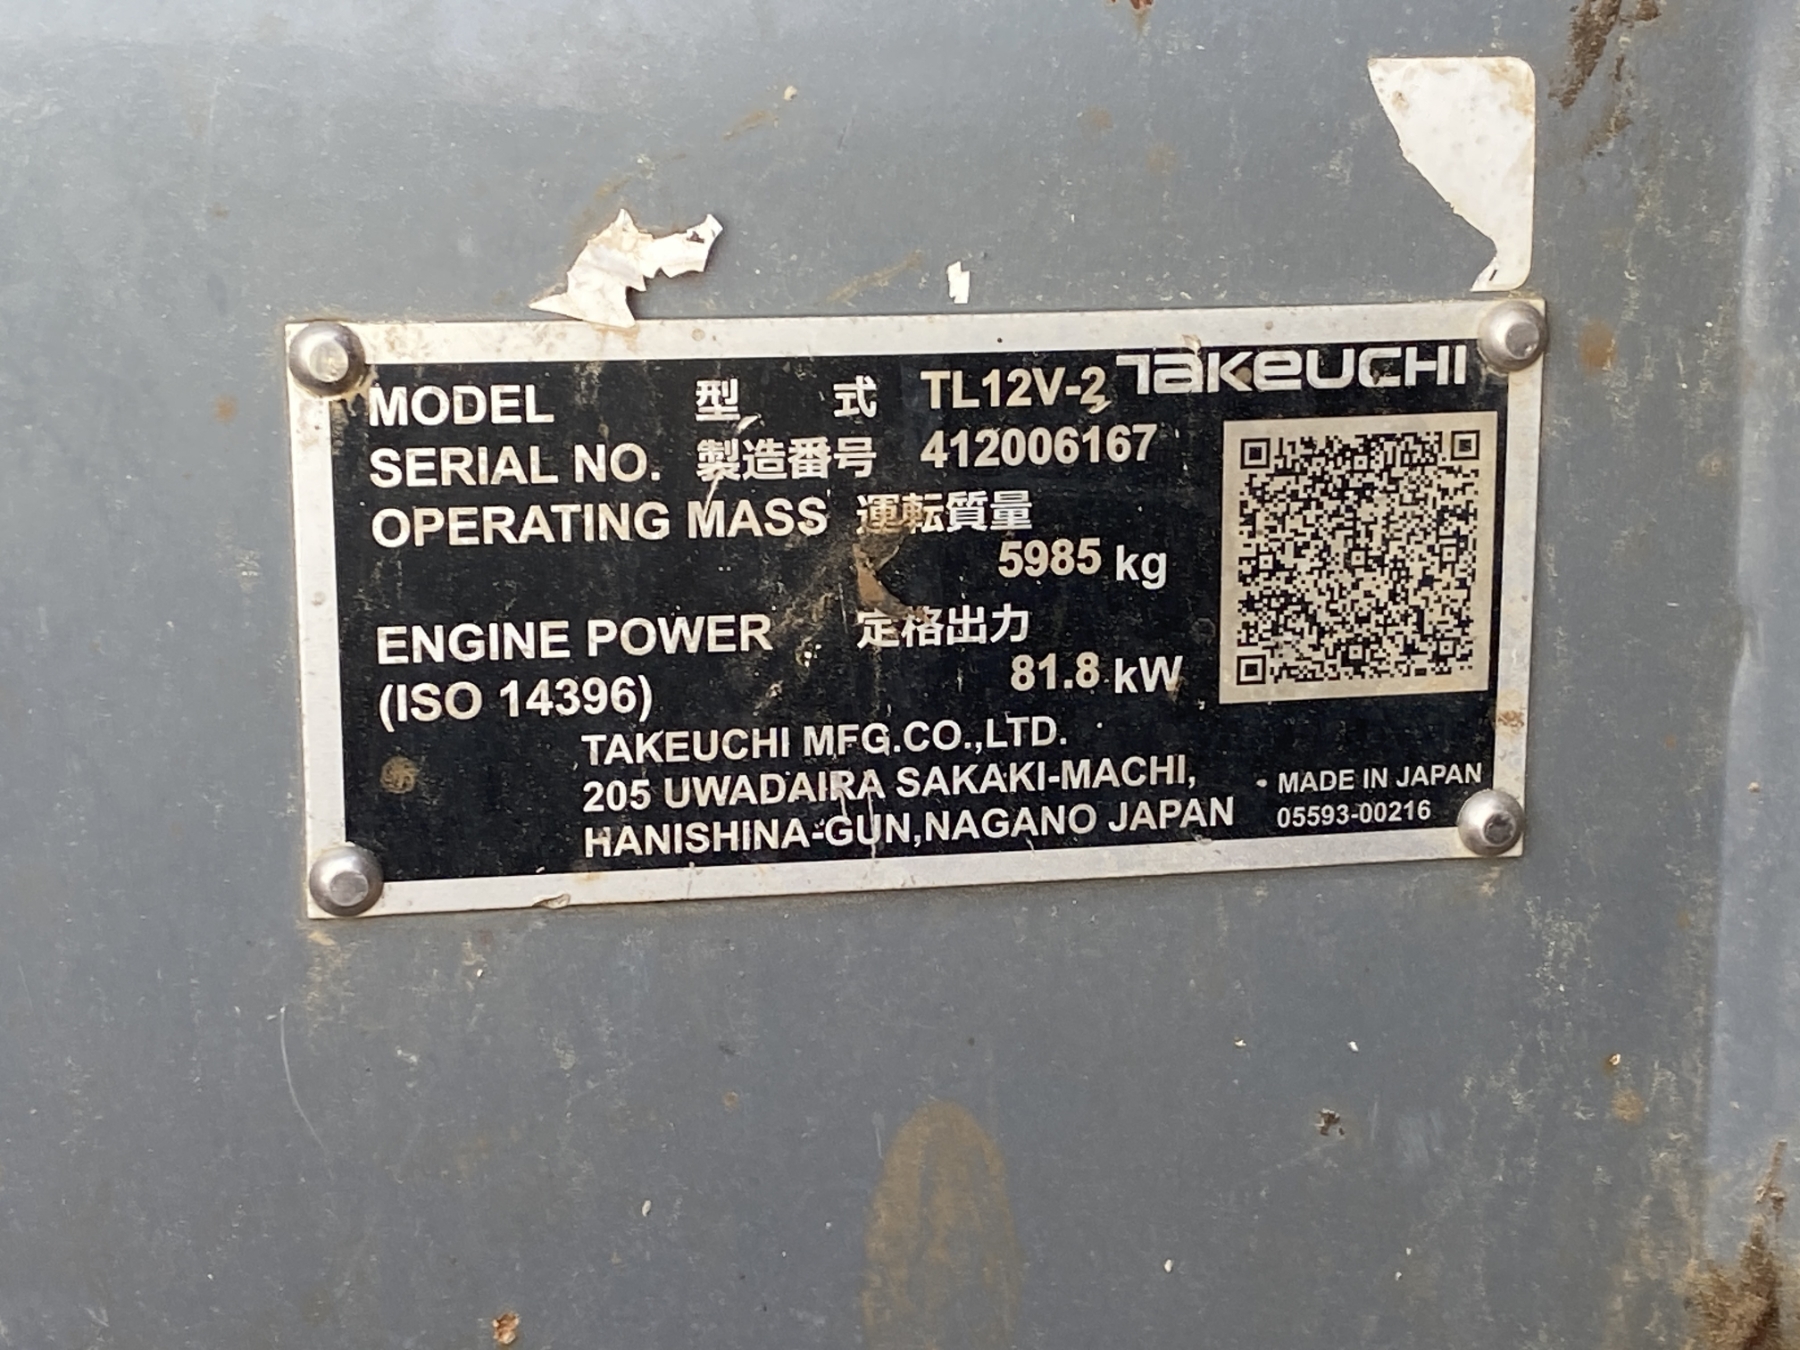 TAKEUCHI
MODEL 型 式 TL12V-2
SERIAL NO. 製造番号 412006167
OPERATING MASS 運転質量
5985 kg
ENGINE POWER 定格出力
(ISO 14396) 81.8 kW
TAKEUCHI MFG.CO.,LTD.
205 UWADAIRA SAKAKI-MACHI,
HANISHINA-GUN,NAGANO JAPAN
MADE IN JAPAN
05593-00216